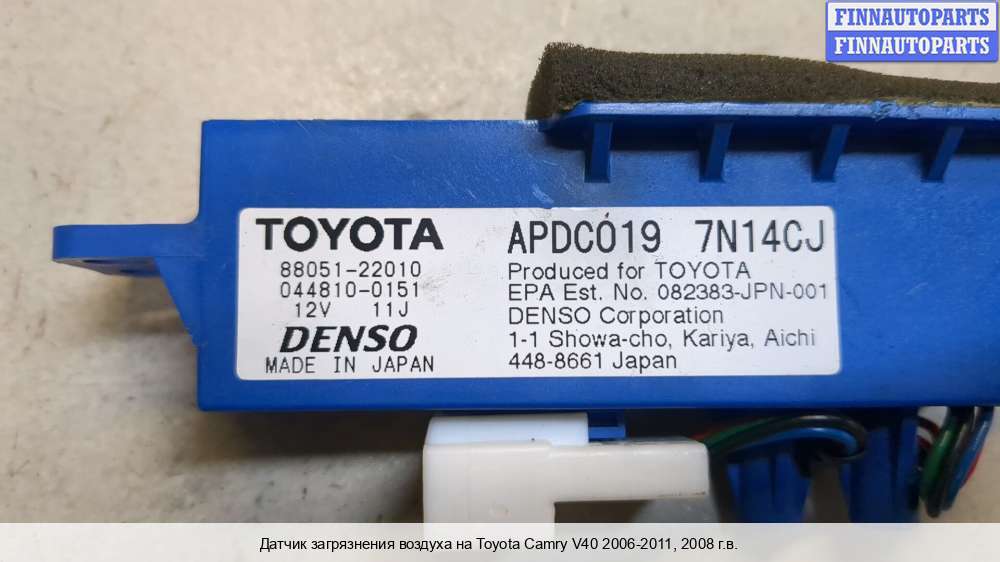 FINNAUTOPARTS
FINNAUTOPARTS
TOYOTA
88051-22010
044810-0151
12V 11J
DENSO
MADE IN JAPAN
APDC019 7N14CJ
Produced for TOYOTA
EPA Est. No. 082383-JPN-001
DENSO Corporation
1-1 Showa-cho, Kariya, Aichi
448-8661 Japan
Датчик загрязнения воздуха на Toyota Camry V40 2006-2011, 2008 г.в.